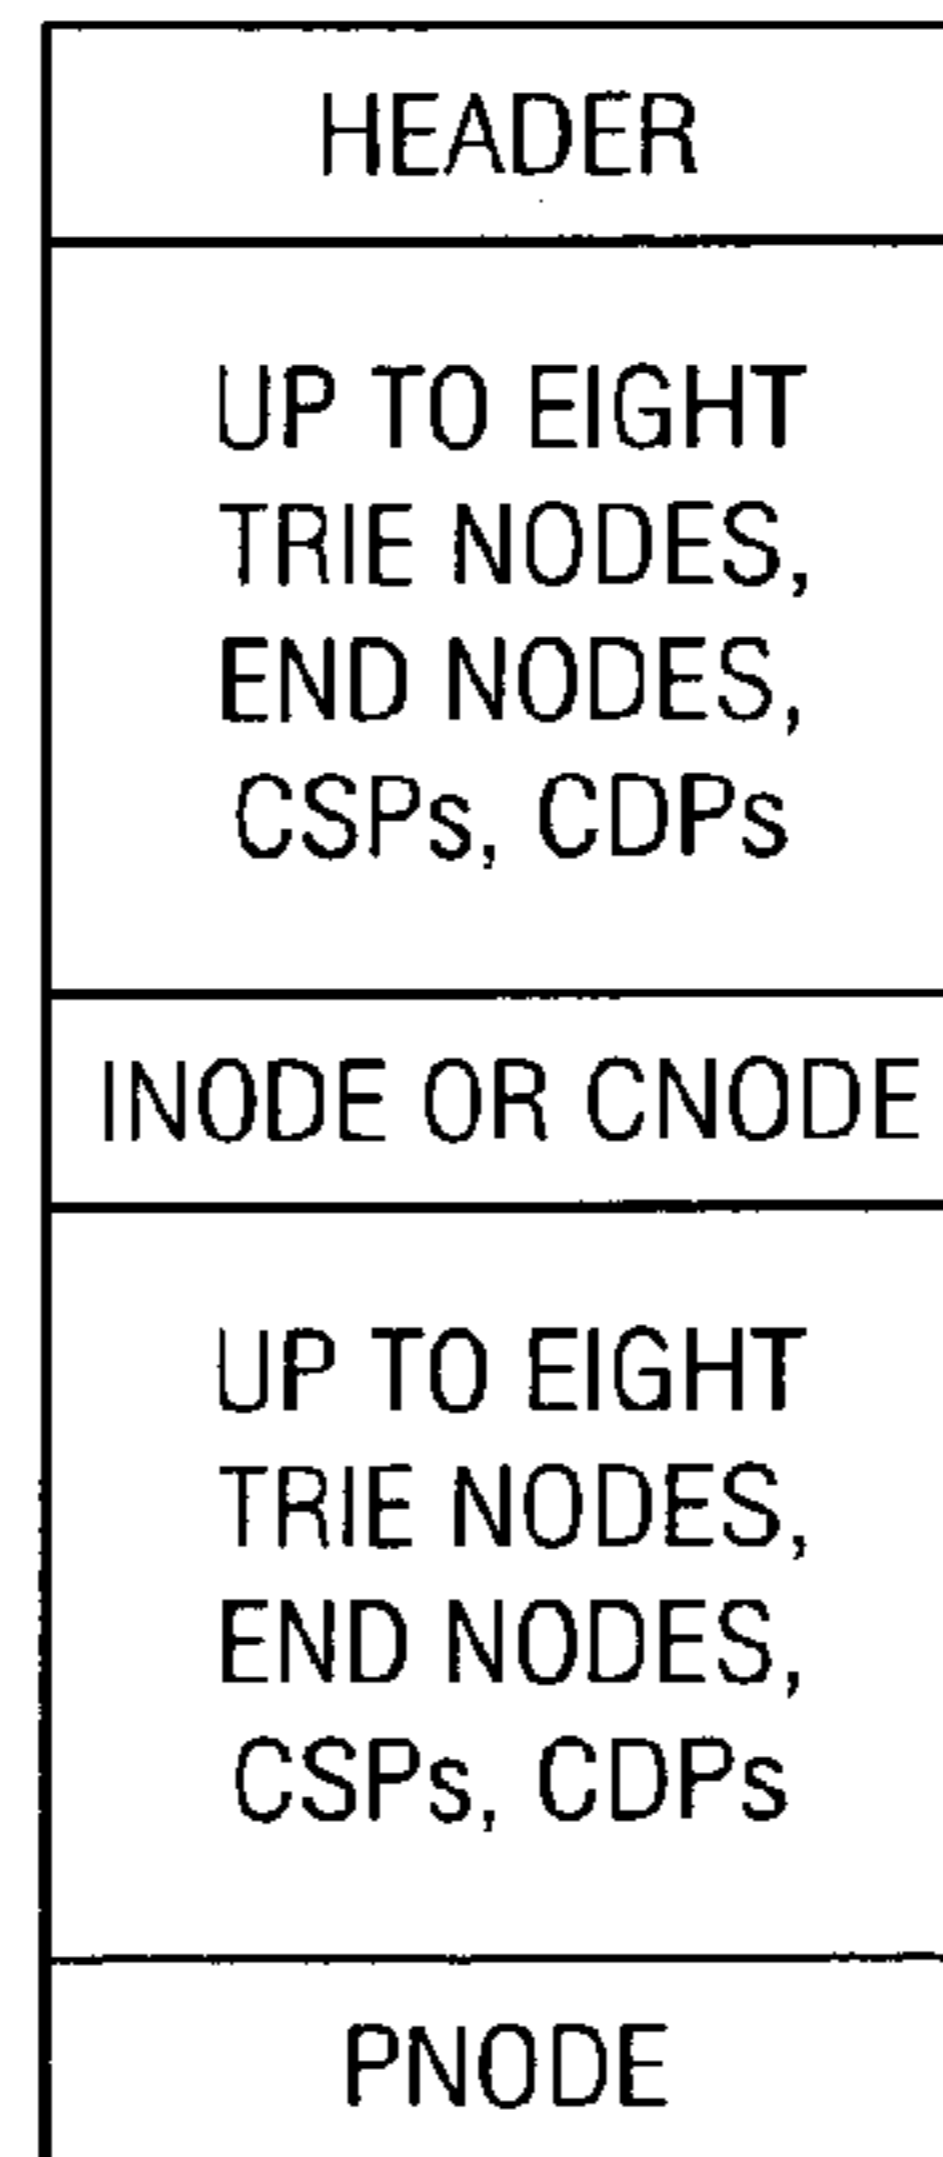 HEADER
UP TO EIGHT
TRIE NODES,
END NODES,
CSPs, CDPs
INODE OR CNODE
UP TO EIGHT
TRIE NODES,
END NODES,
CSPs, CDPs
PNODE